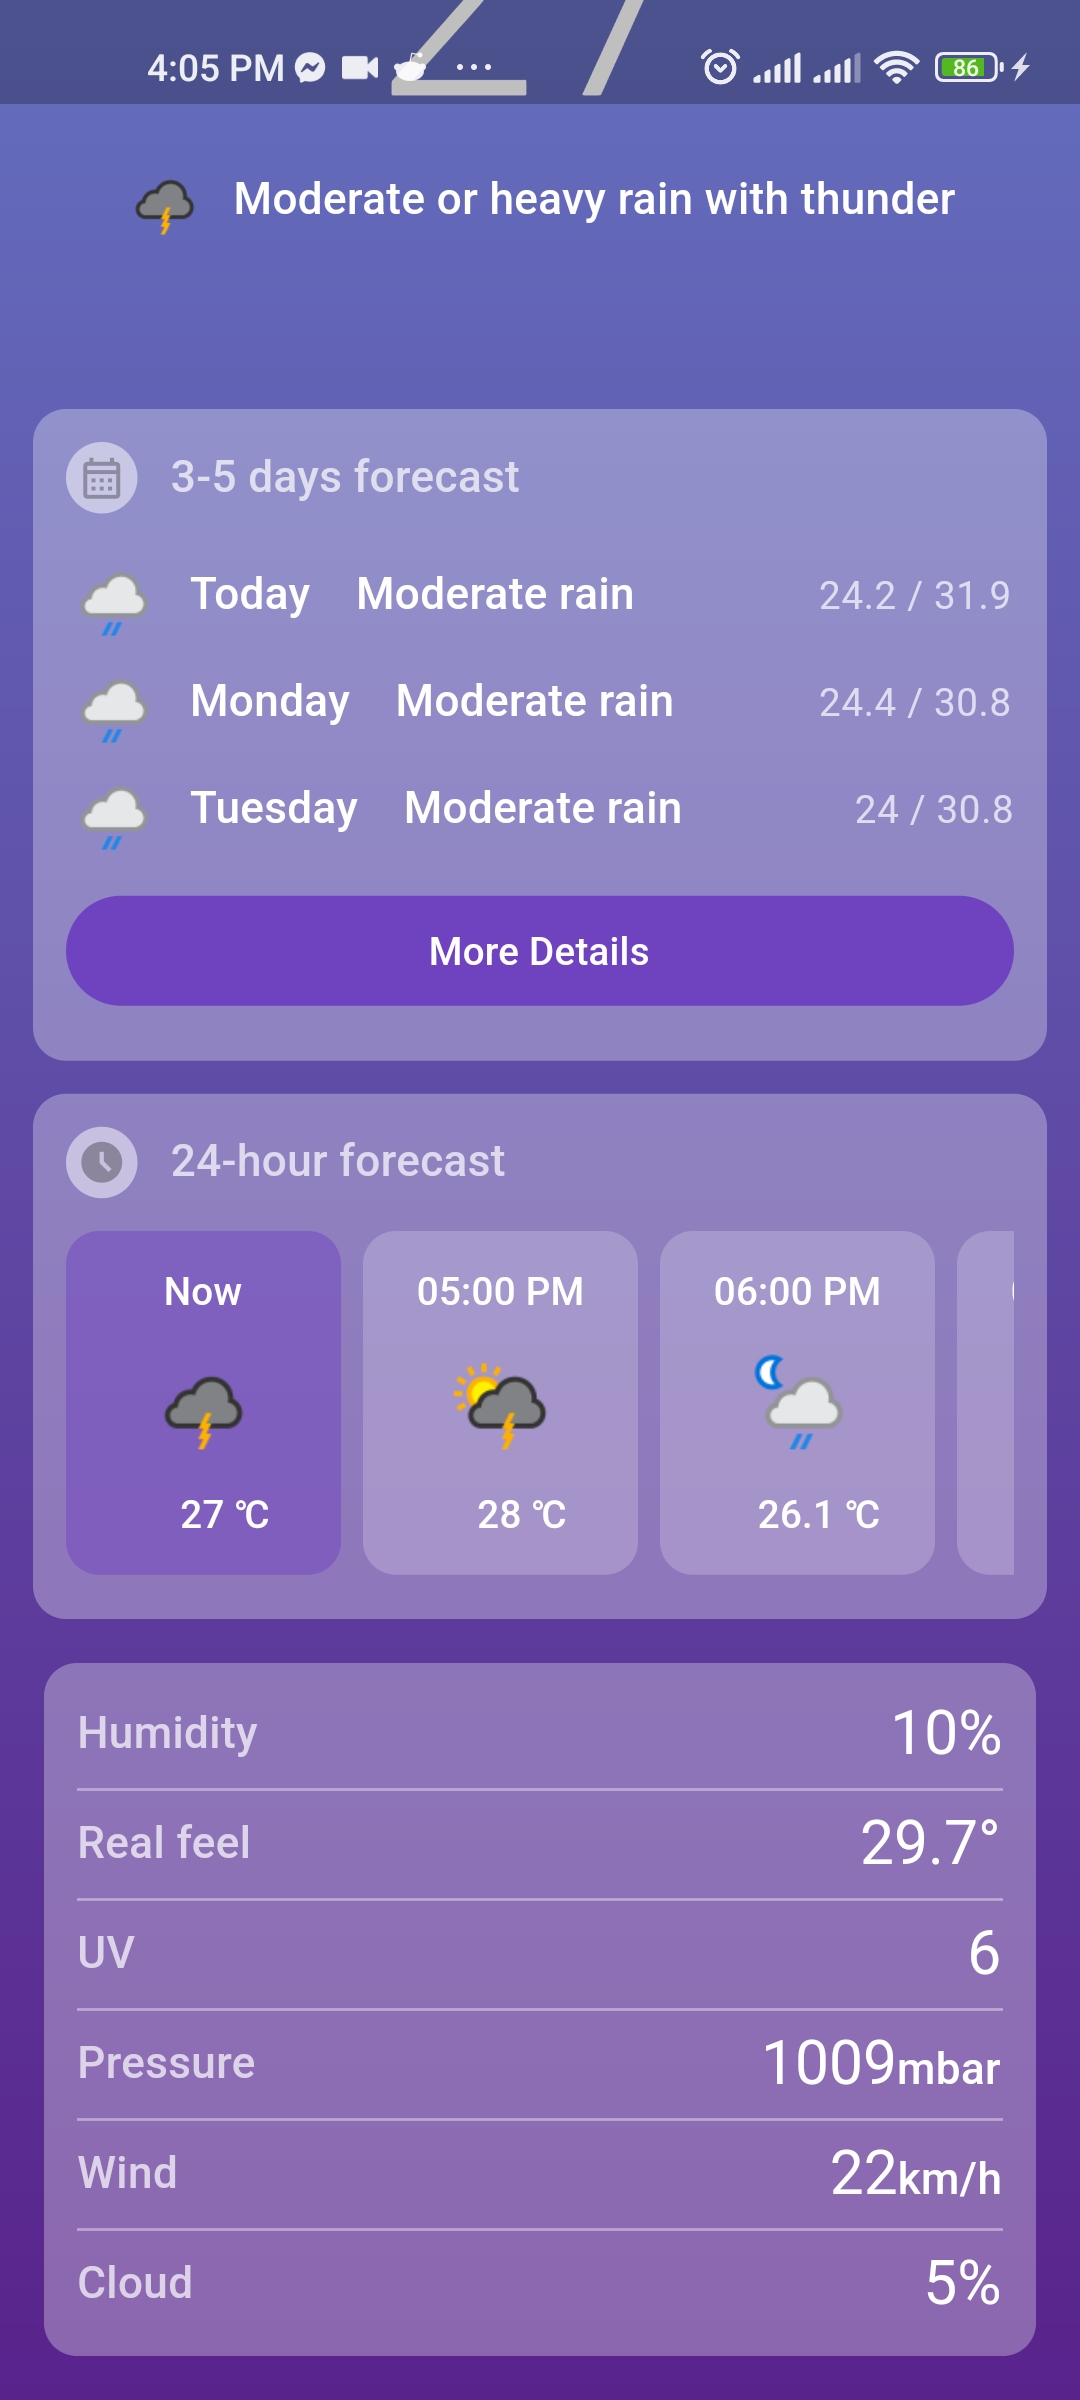 4:05 PM 86
Moderate or heavy rain with thunder
3-5 days forecast
Today Moderate rain 24.2 / 31.9
Monday Moderate rain 24.4 / 30.8
Tuesday Moderate rain 24 / 30.8
More Details
24-hour forecast
Now 05:00 PM 06:00 PM
27 °C 28 °C 26.1 °C
Humidity 10%
Real feel 29.7°
UV 6
Pressure 1009mbar
Wind 22km/h
Cloud 5%